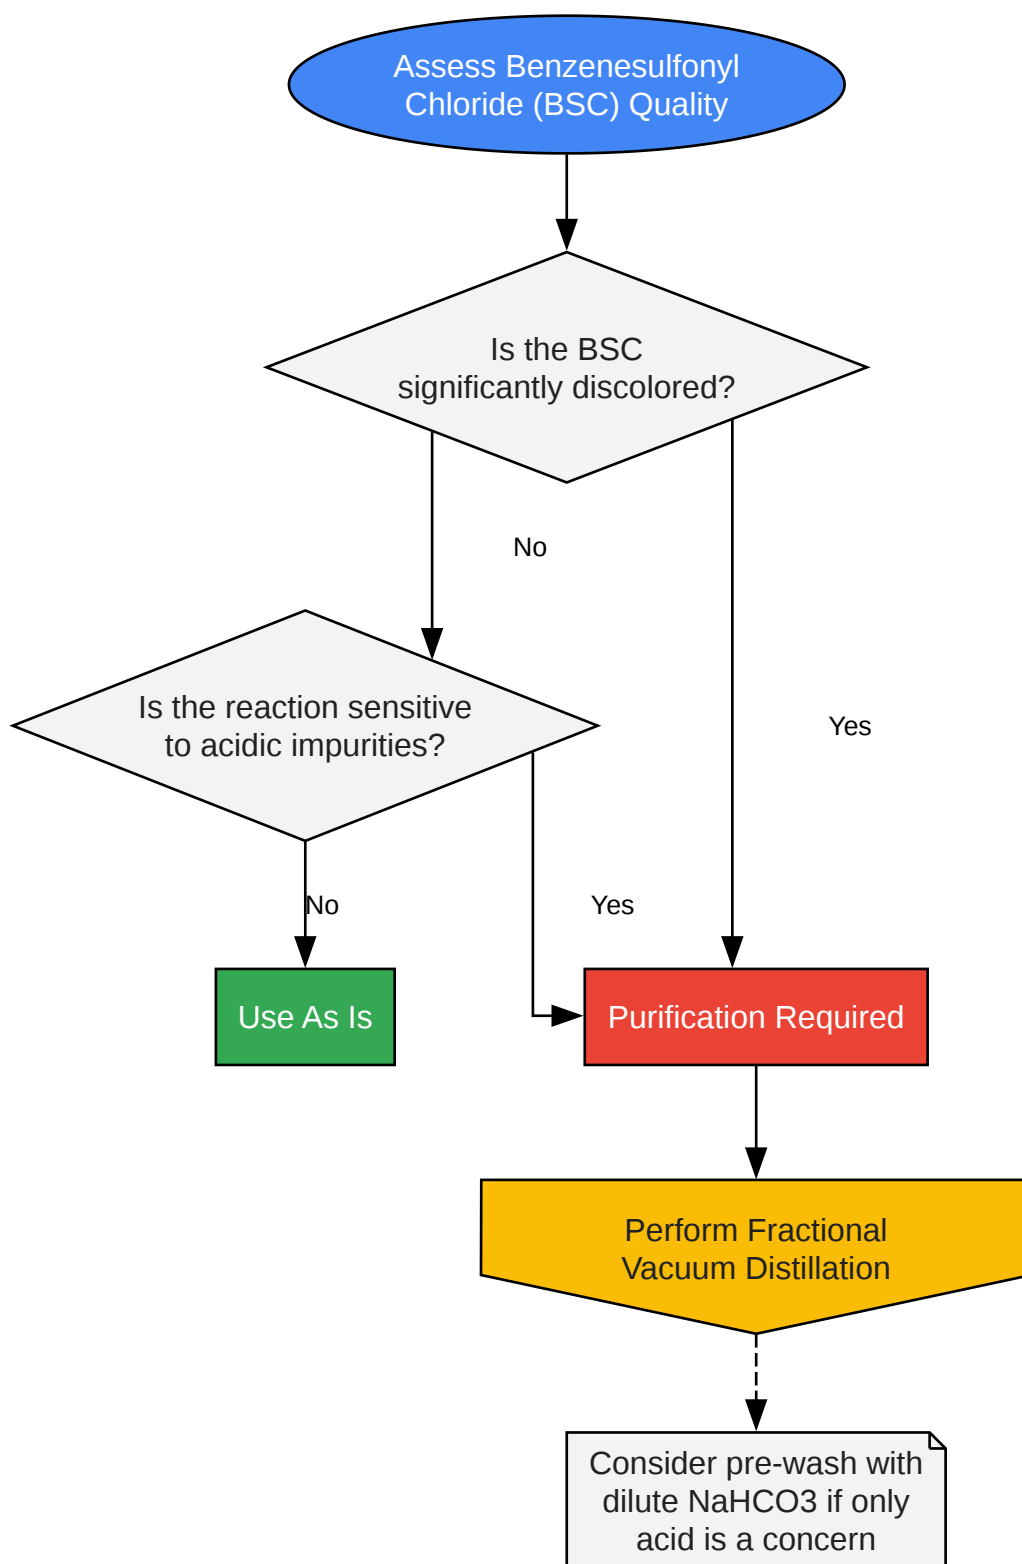 Assess Benzenesulfonyl
Chloride (BSC) Quality
Is the BSC
significantly discolored?
No
Is the reaction sensitive
to acidic impurities?
Yes
No
Yes
Use As Is
Purification Required
Perform Fractional
Vacuum Distillation
Consider pre-wash with
dilute NaHCO3 if only
acid is a concern